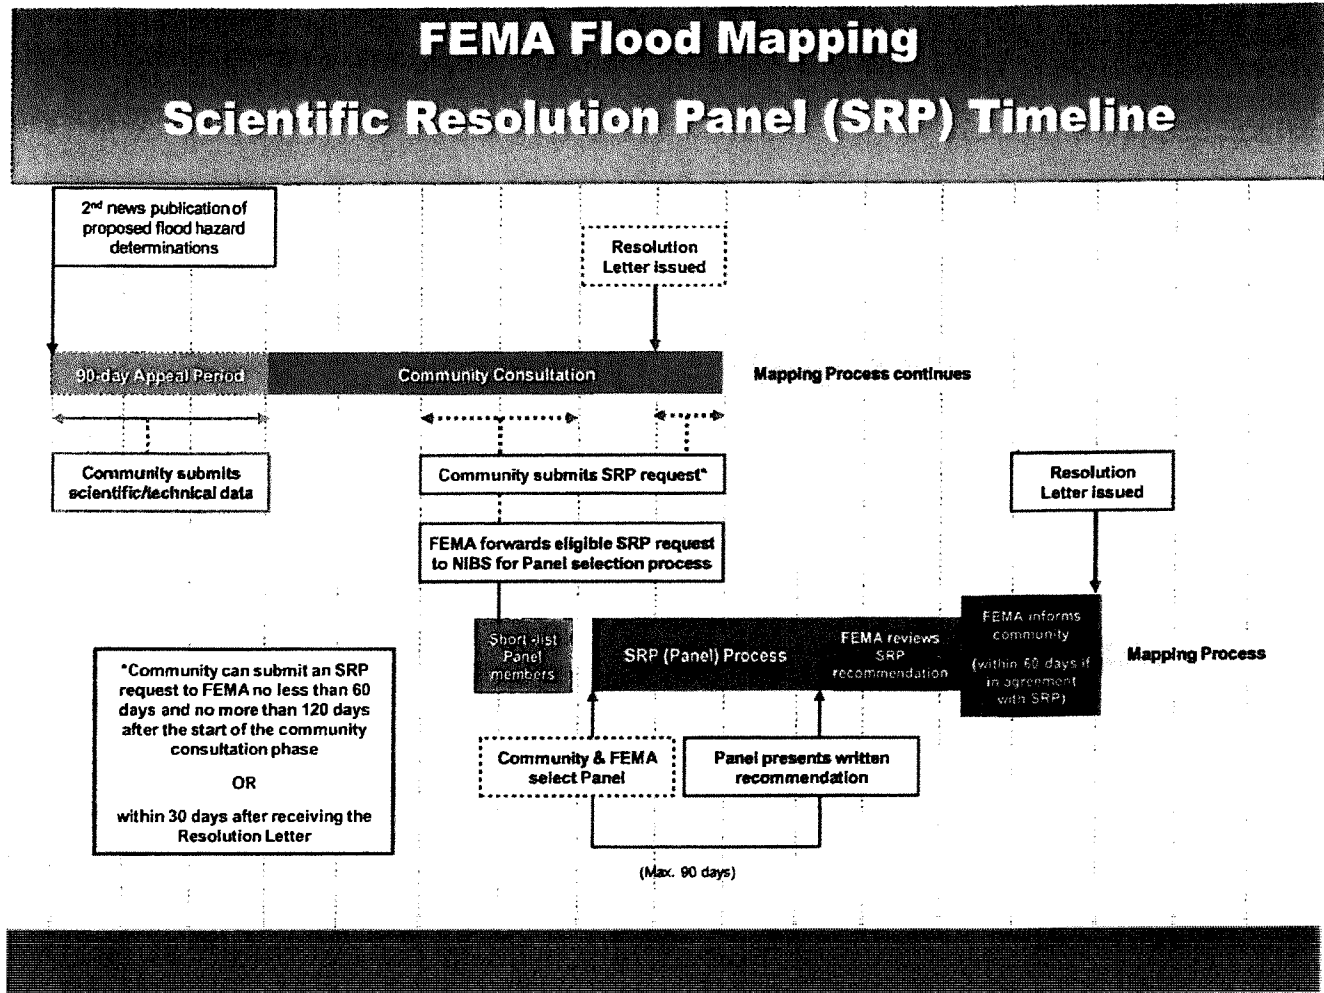 FEMA Flood Mapping
Scientific Resolution Panel (SRP) Timeline
2nd news publication of
proposed flood hazard
determinations
Resolution
Letter issued
90-day Appeal Period
Community Consultation
Mapping Process continues
Community submits
scientific/technical data
Community submits SRP request*
Resolution
Letter issued
FEMA forwards eligible SRP request
to NIBS for Panel selection process
Short-list
Panel
members
SRP (Panel) Process
FEMA reviews
SRP
recommendation
FEMA informs
community
(within 60 days if
in agreement
with SRP)
Mapping Process
*Community can submit an SRP
request to FEMA no less than 60
days and no more than 120 days
after the start of the community
consultation phase
OR
within 30 days after receiving the
Resolution Letter
Community & FEMA
select Panel
Panel presents written
recommendation
(Max. 90 days)